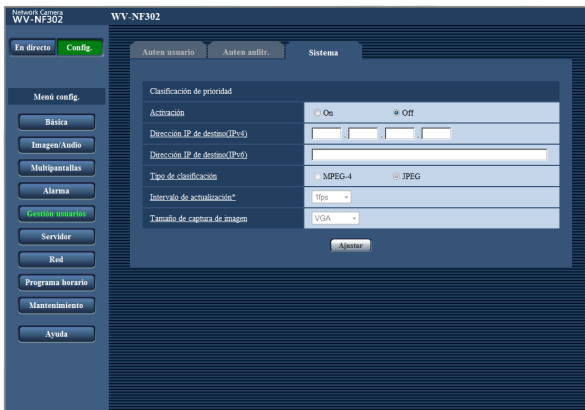 Network Camera
WV-NF302
WV-NF302
En directo
Config.
Auten usuario
Auten anfitr.
Sistema
Menú config.
Básica
Imagen/Audio
Multipantallas
Alarma
Gestión usuarios
Servidor
Red
Programa horario
Mantenimiento
Ayuda
Clasificación de prioridad
Activación
On
Off
Dirección IP de destino(IPv4)
. . .
Dirección IP de destino(IPv6)
Tipo de clasificación
MPEG-4
JPEG
Intervalo de actualización*
1fps
Tamaño de captura de imagen
VGA
Ajustar